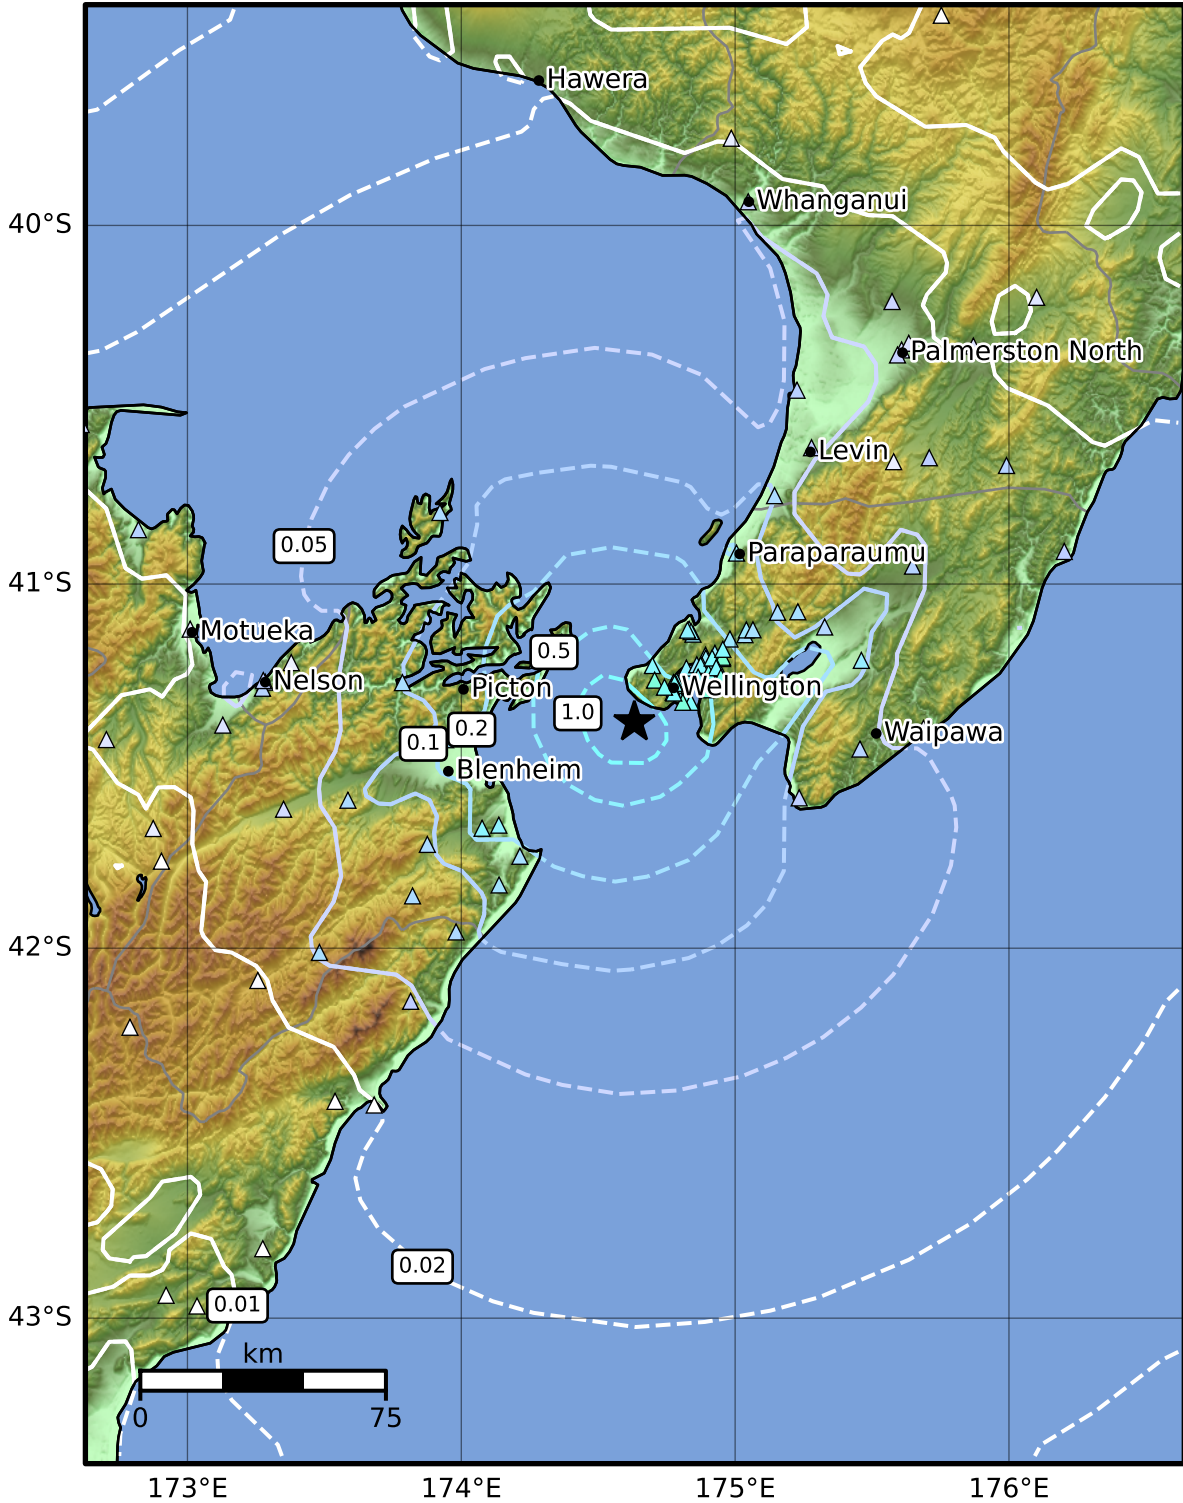 Hawera
Whanganui
40°S
Palmerston North
Levin
0.05
Paraparaumu
41°S
Motueka
0.5
Nelson
Picton
Wellington
1.0
0.2
0.1
Waipawa
Blenheim
42°S
0.02
0.01
43°S
km
0 75
173°E 174°E 175°E 176°E